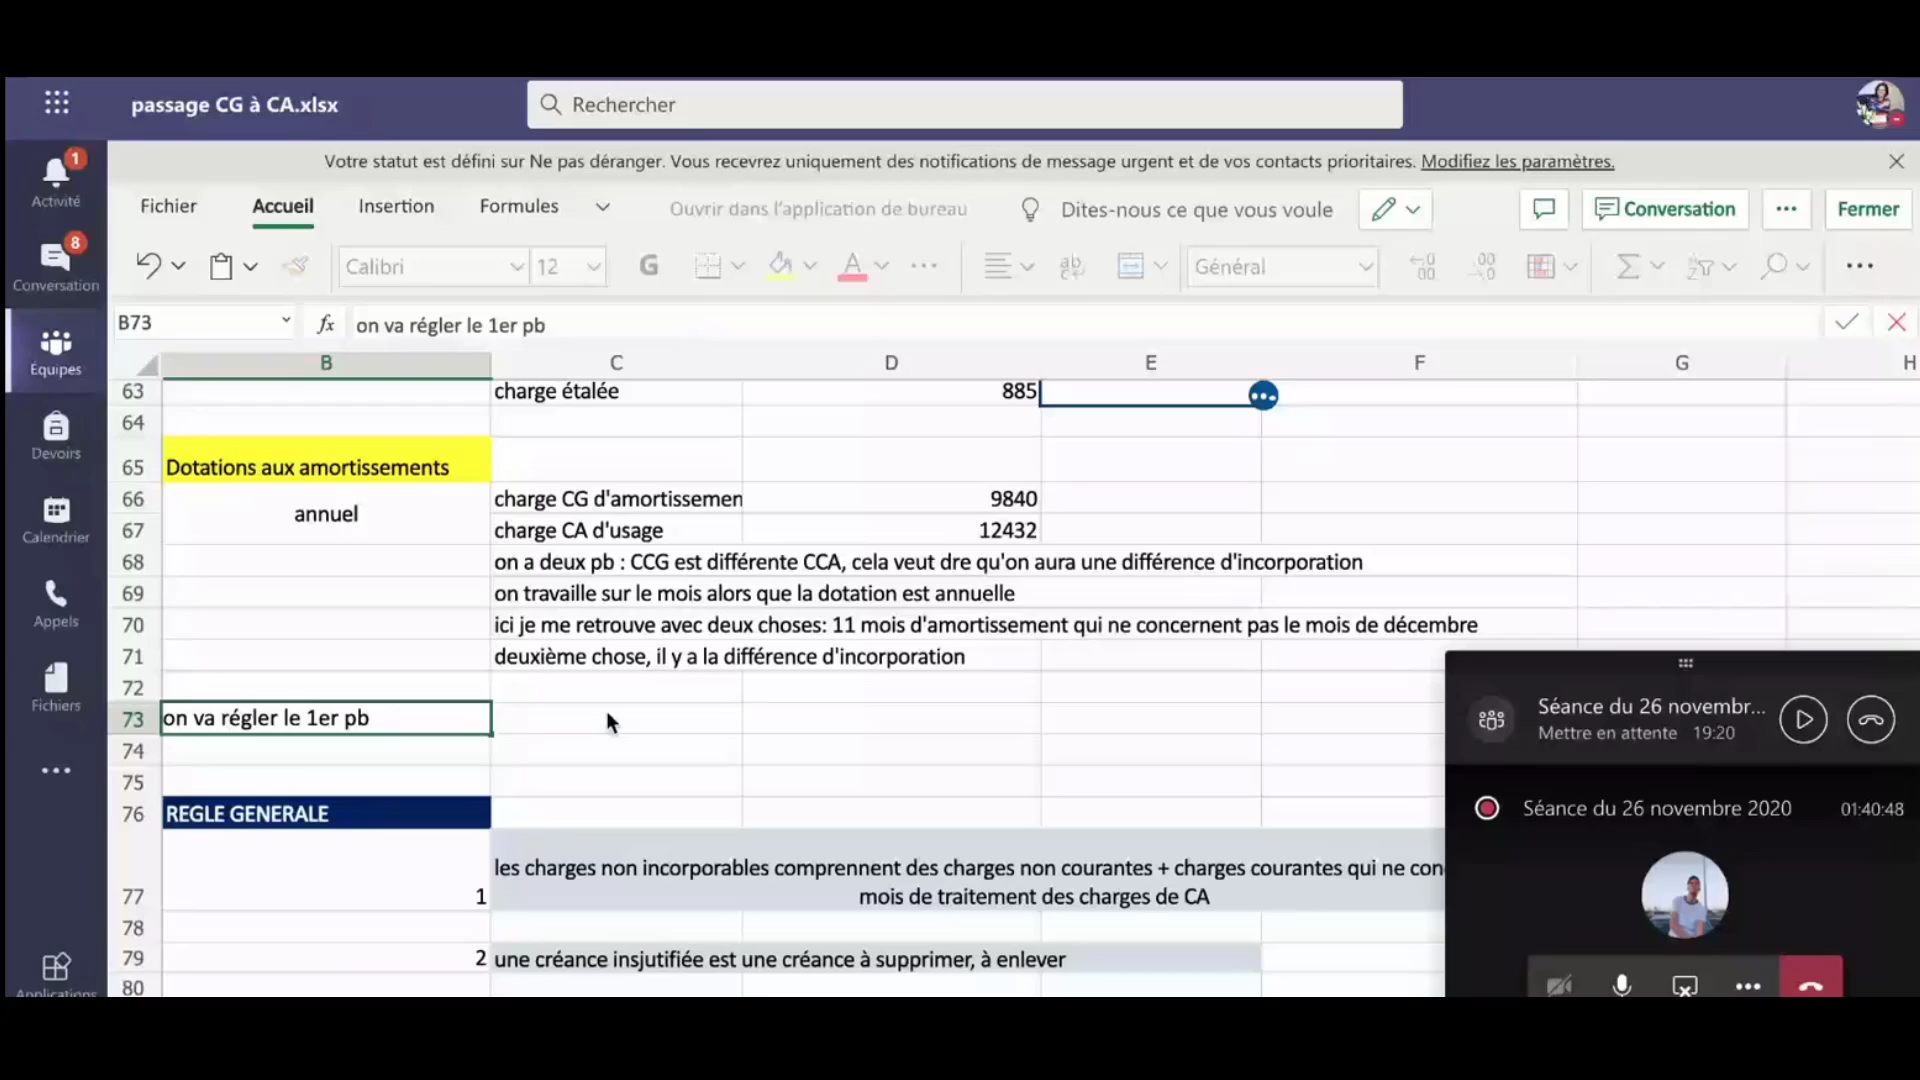 passage CG à CA.xlsx
Rechercher
Votre statut est défini sur Ne pas déranger. Vous recevrez uniquement des notifications de message urgent et de vos contacts prioritaires. Modifiez les paramètres.
1
Activité
8
Conversation
Équipes
Devoirs
Calendrier
Appels
Fichiers
Applications
Fichier Accueil Insertion Formules Ouvrir dans l'application de bureau Dites-nous ce que vous voule Conversation Fermer
Calibri 12 G Général
B73 fx on va régler le 1er pb
B C D E F G H
63 charge étalée 885
64
65 Dotations aux amortissements
66 charge CG d'amortissemen 9840
annuel
67 charge CA d'usage 12432
68 on a deux pb : CCG est différente CCA, cela veut dre qu'on aura une différence d'incorporation
69 on travaille sur le mois alors que la dotation est annuelle
70 ici je me retrouve avec deux choses: 11 mois d'amortissement qui ne concernent pas le mois de décembre
71 deuxième chose, il y a la différence d'incorporation
72
73 on va régler le 1er pb
74
75
76 REGLE GENERALE
les charges non incorporables comprennent des charges non courantes + charges courantes qui ne con
77 1 mois de traitement des charges de CA
78
79 2 une créance insjutifiée est une créance à supprimer, à enlever
80
Séance du 26 novembr...
Mettre en attente 19:20
Séance du 26 novembre 2020 01:40:48